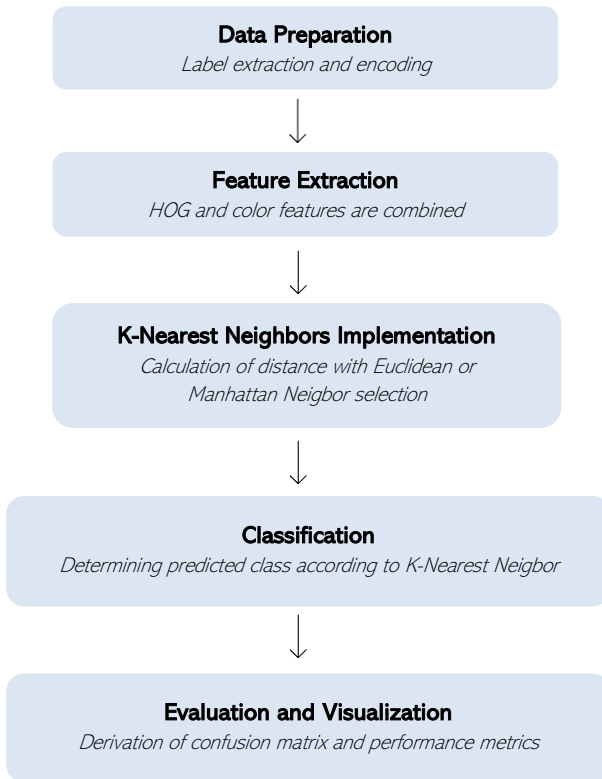 Data Preparation
Label extraction and encoding
Feature Extraction
HOG and color features are combined
K-Nearest Neighbors Implementation
Calculation of distance with Euclidean or
Manhattan Neigbor selection
Classification
Determining predicted class according to K-Nearest Neigbor
Evaluation and Visualization
Derivation of confusion matrix and performance metrics